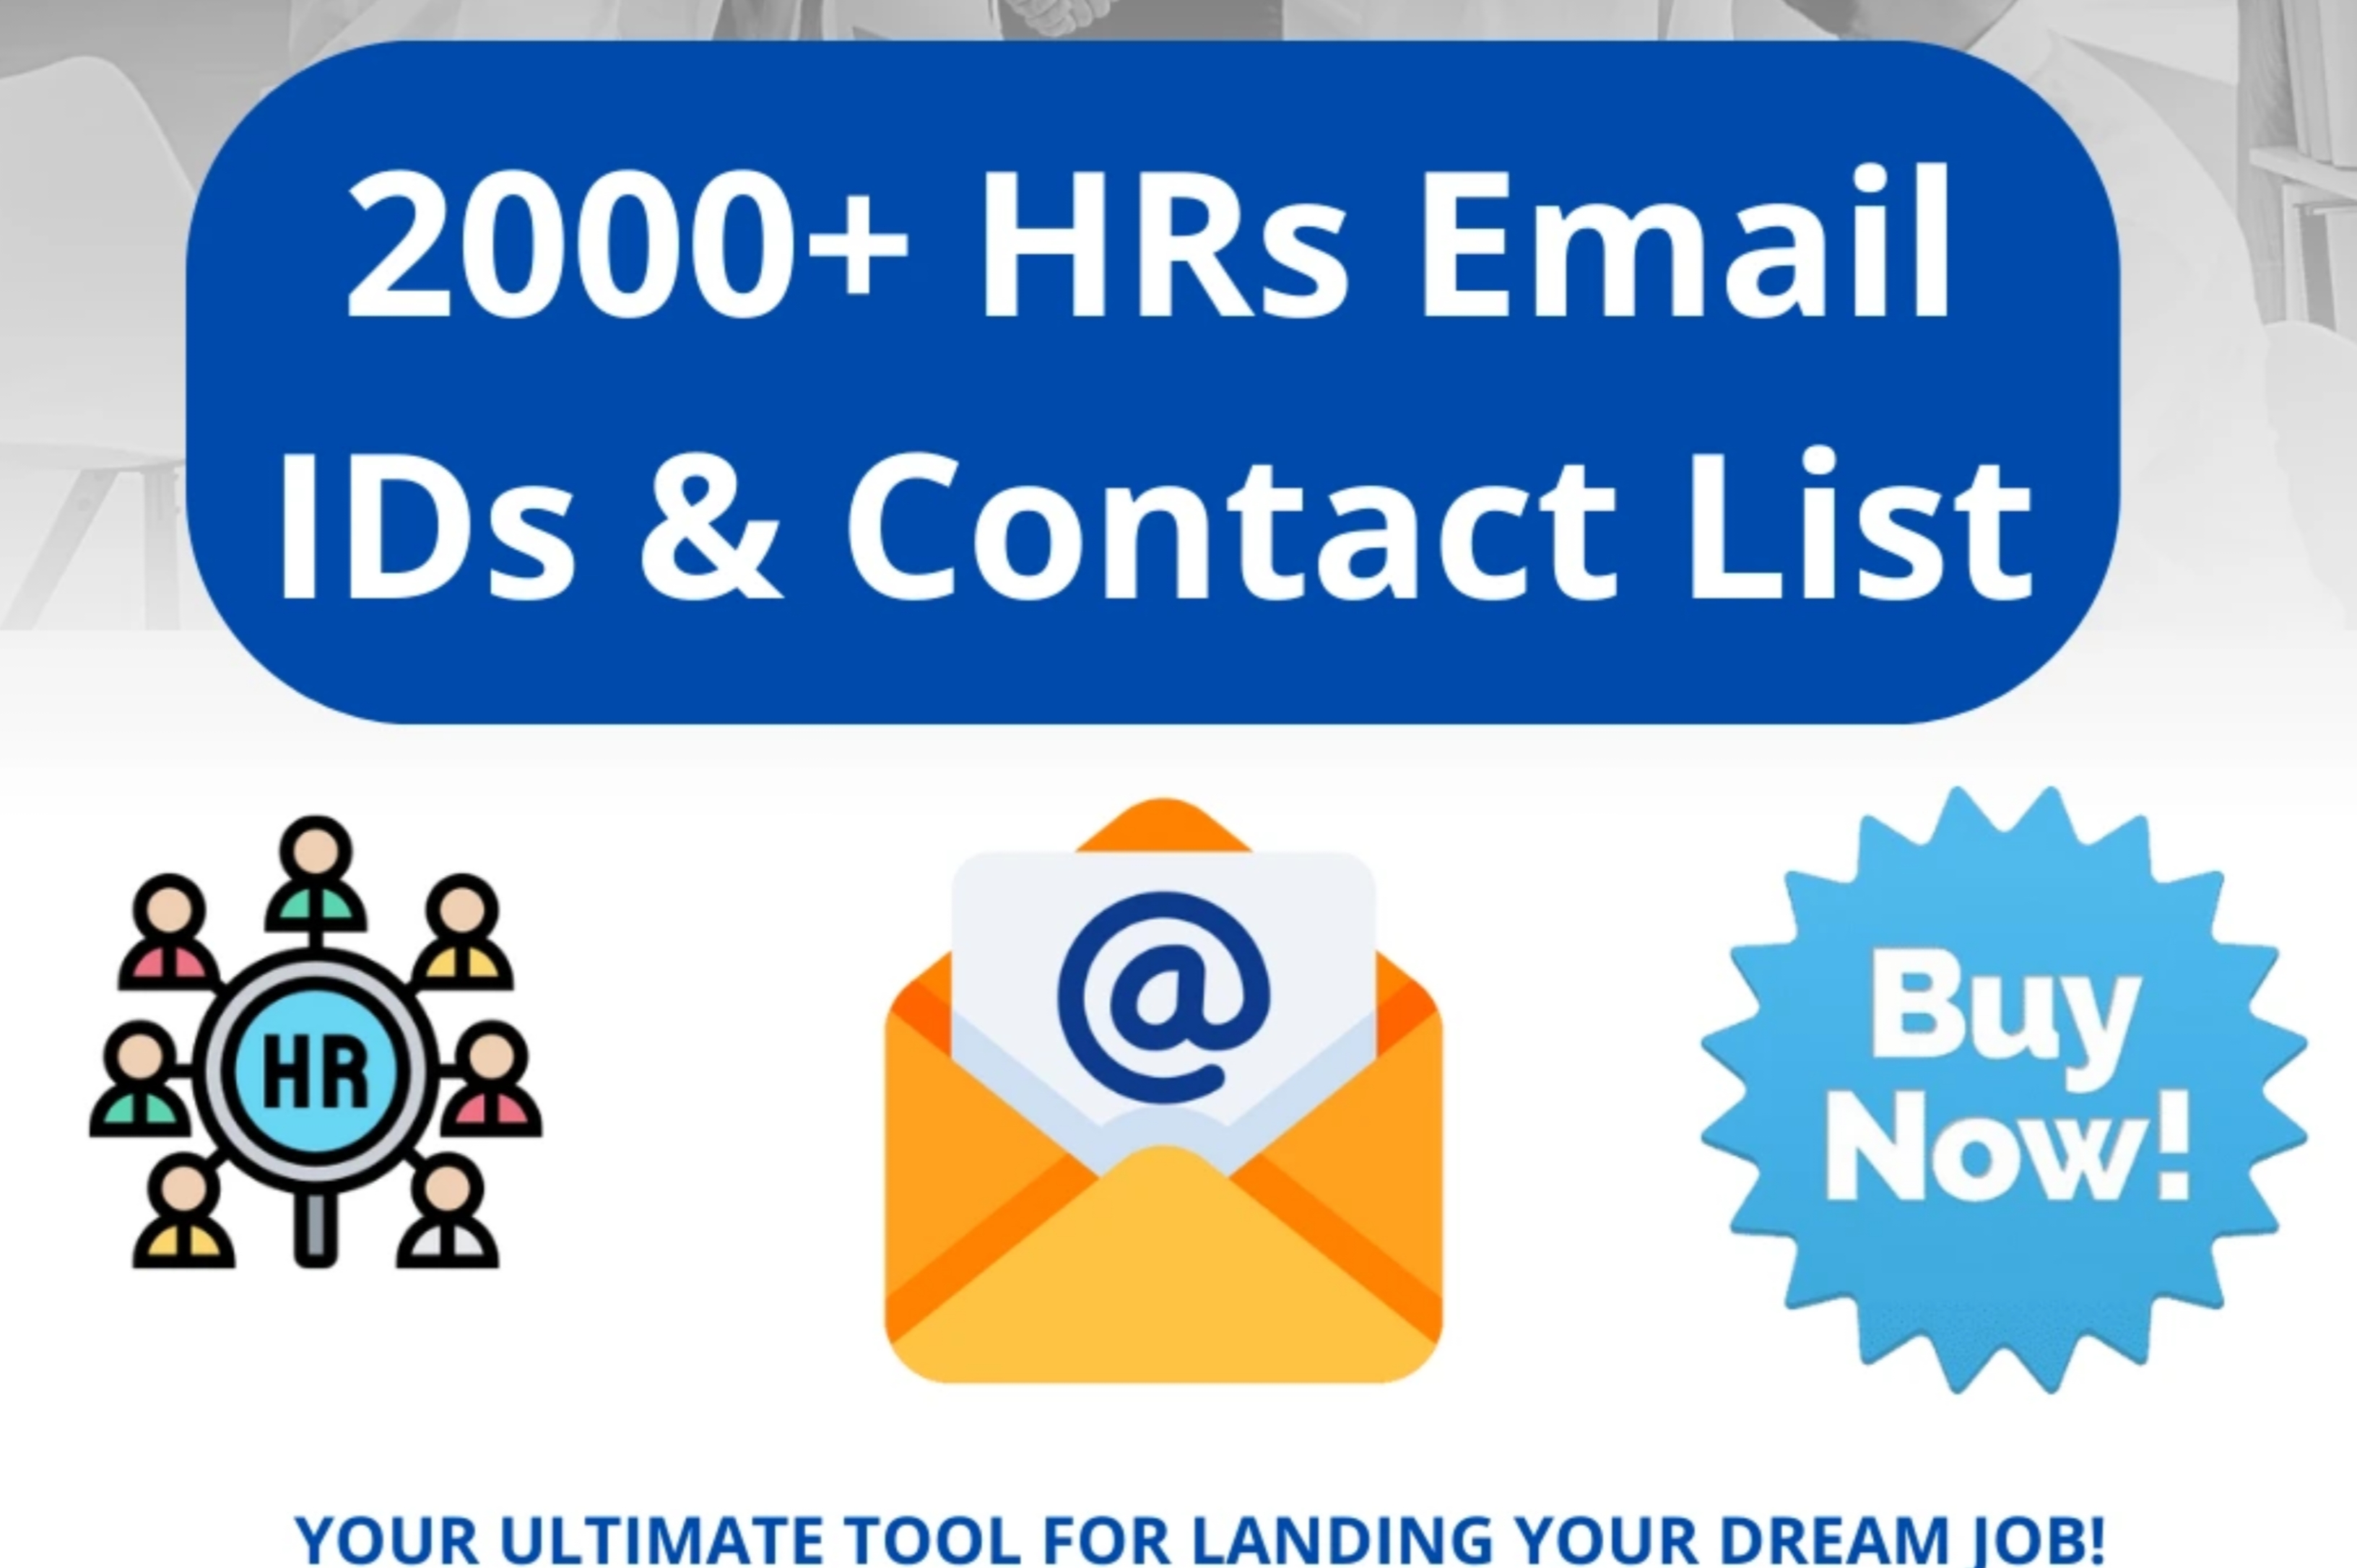 2000+ HRs Email
IDs & Contact List
HR
@
Buy
Now!
YOUR ULTIMATE TOOL FOR LANDING YOUR DREAM JOB!